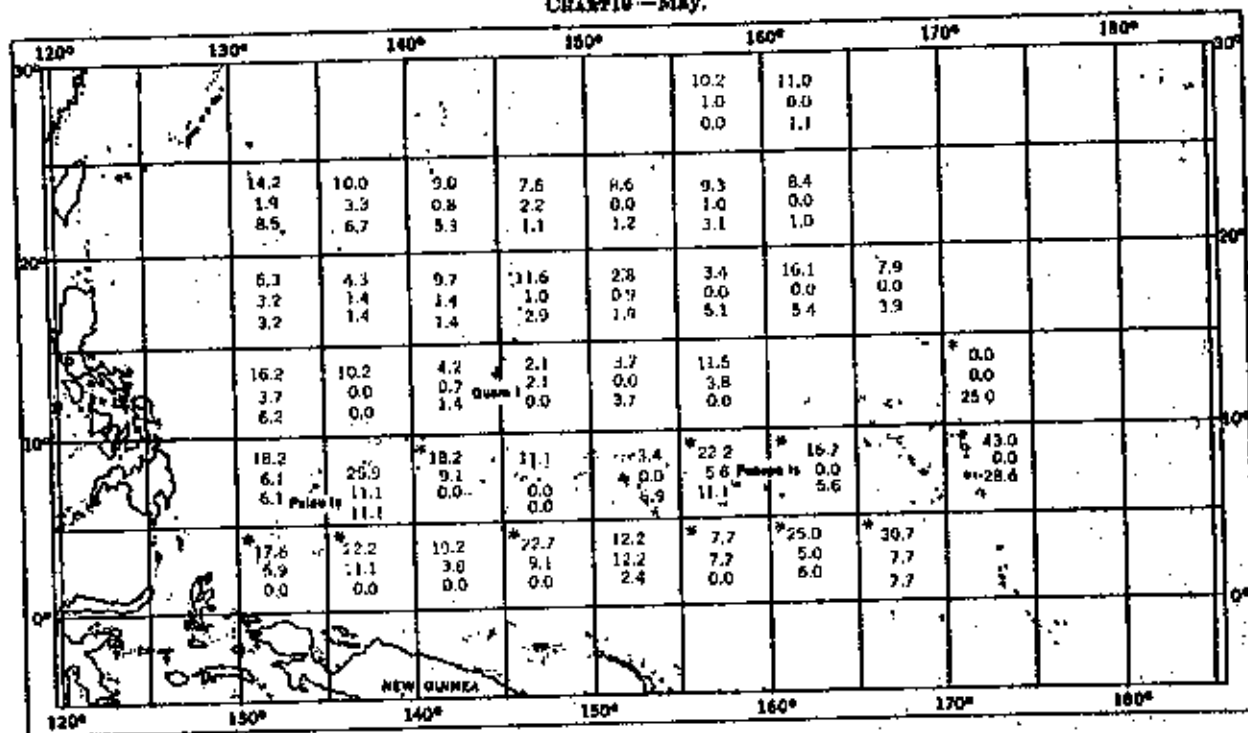 CHART 10—May.
120° 130° 140° 150° 160° 170° 180°
30° 30°
10.2 11.0
1.0 0.0
0.0 1.1
14.2 10.0 9.0 7.6 8.6 9.3 8.4
1.9 3.3 0.8 2.2 0.0 1.0 0.0
8.5 6.7 5.3 1.1 1.2 3.1 1.0
20° 20°
6.3 4.3 9.7 11.6 2.8 3.4 16.1 7.9
3.2 1.4 1.4 1.0 0.9 0.0 0.0 0.0
3.2 1.4 1.4 2.9 1.9 5.1 5.4 3.9
16.2 10.2 4.2 2.1 3.7 11.5 * 0.0
3.7 0.0 0.7 Guam I 2.1 0.0 3.8 0.0
6.2 0.0 1.4 0.0 3.7 0.0 25.0
10° 10°
18.2 25.9 * 18.2 11.1 3.4 * 22.2 * 16.7 * 43.0
6.1 11.1 9.1 0.0 * 0.0 5.6 Ponape Is 0.0 0.0
6.1 Palao Is 11.1 0.0 0.0 6.9 11.1 5.6 28.6
* 17.6 * 22.2 19.2 * 22.7 12.2 * 7.7 * 25.0 * 30.7
5.9 11.1 3.8 9.1 12.2 7.7 5.0 7.7
0.0 0.0 0.0 0.0 2.4 0.0 7.7
0° 0°
NEW GUINEA
120° 130° 140° 150° 160° 170° 180°